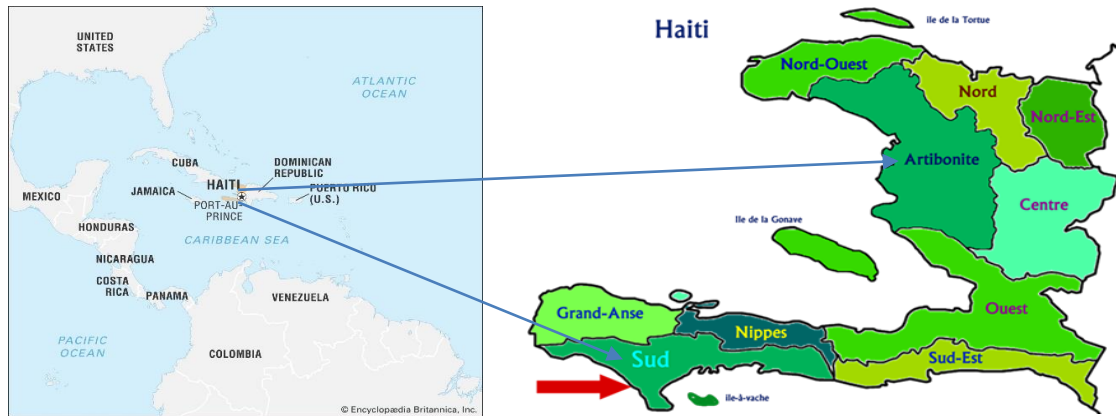 UNITED
STATES
ATLANTIC
OCEAN
CUBA
DOMINICAN
REPUBLIC
HAITI
MEXICO
JAMAICA
PORT-AU-
PRINCE
PUERTO RICO
(U.S.)
HONDURAS
CARIBBEAN SEA
NICARAGUA
COSTA
RICA
PANAMA
VENEZUELA
PACIFIC
OCEAN
COLOMBIA
© Encyclopædia Britannica, Inc.
Haiti
ile de la Tortue
Nord-Ouest
Nord
Nord-Est
Artibonite
Centre
Ile de la Gonave
Ouest
Grand-Anse
Nippes
Sud
Sud-Est
ile-à-vache